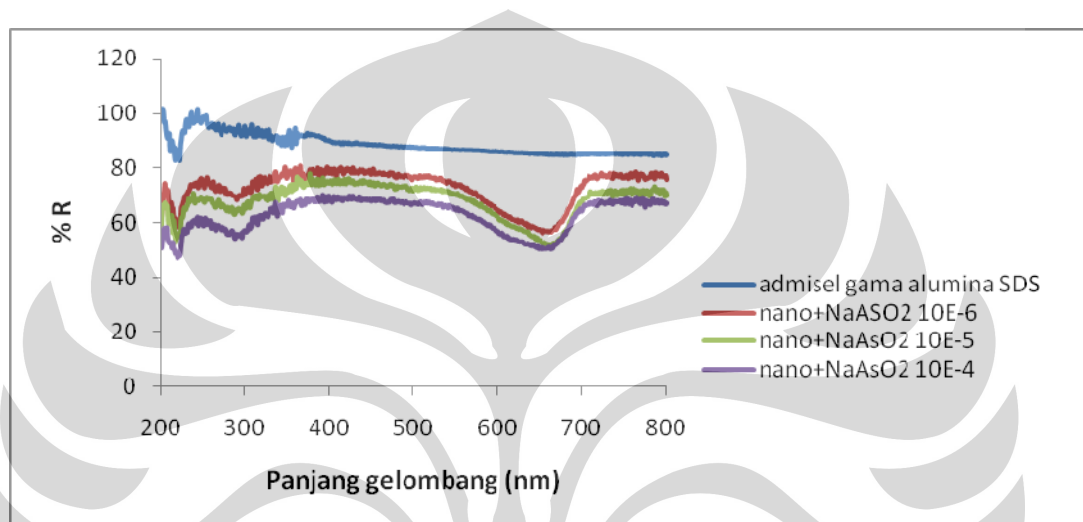 120
100
80
60
40
20
0
% R
200 300 400 500 600 700 800
Panjang gelombang (nm)
admisel gama alumina SDS
nano+NaASO2 10E-6
nano+NaAsO2 10E-5
nano+NaAsO2 10E-4